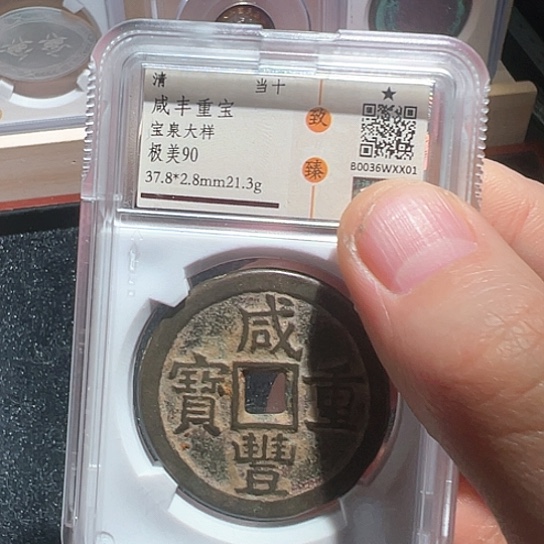 清 当十
咸丰重宝
宝泉大样
极美90
37.8*2.8mm21.3g
致
臻
80036WXX01
咸
豐
重
寶